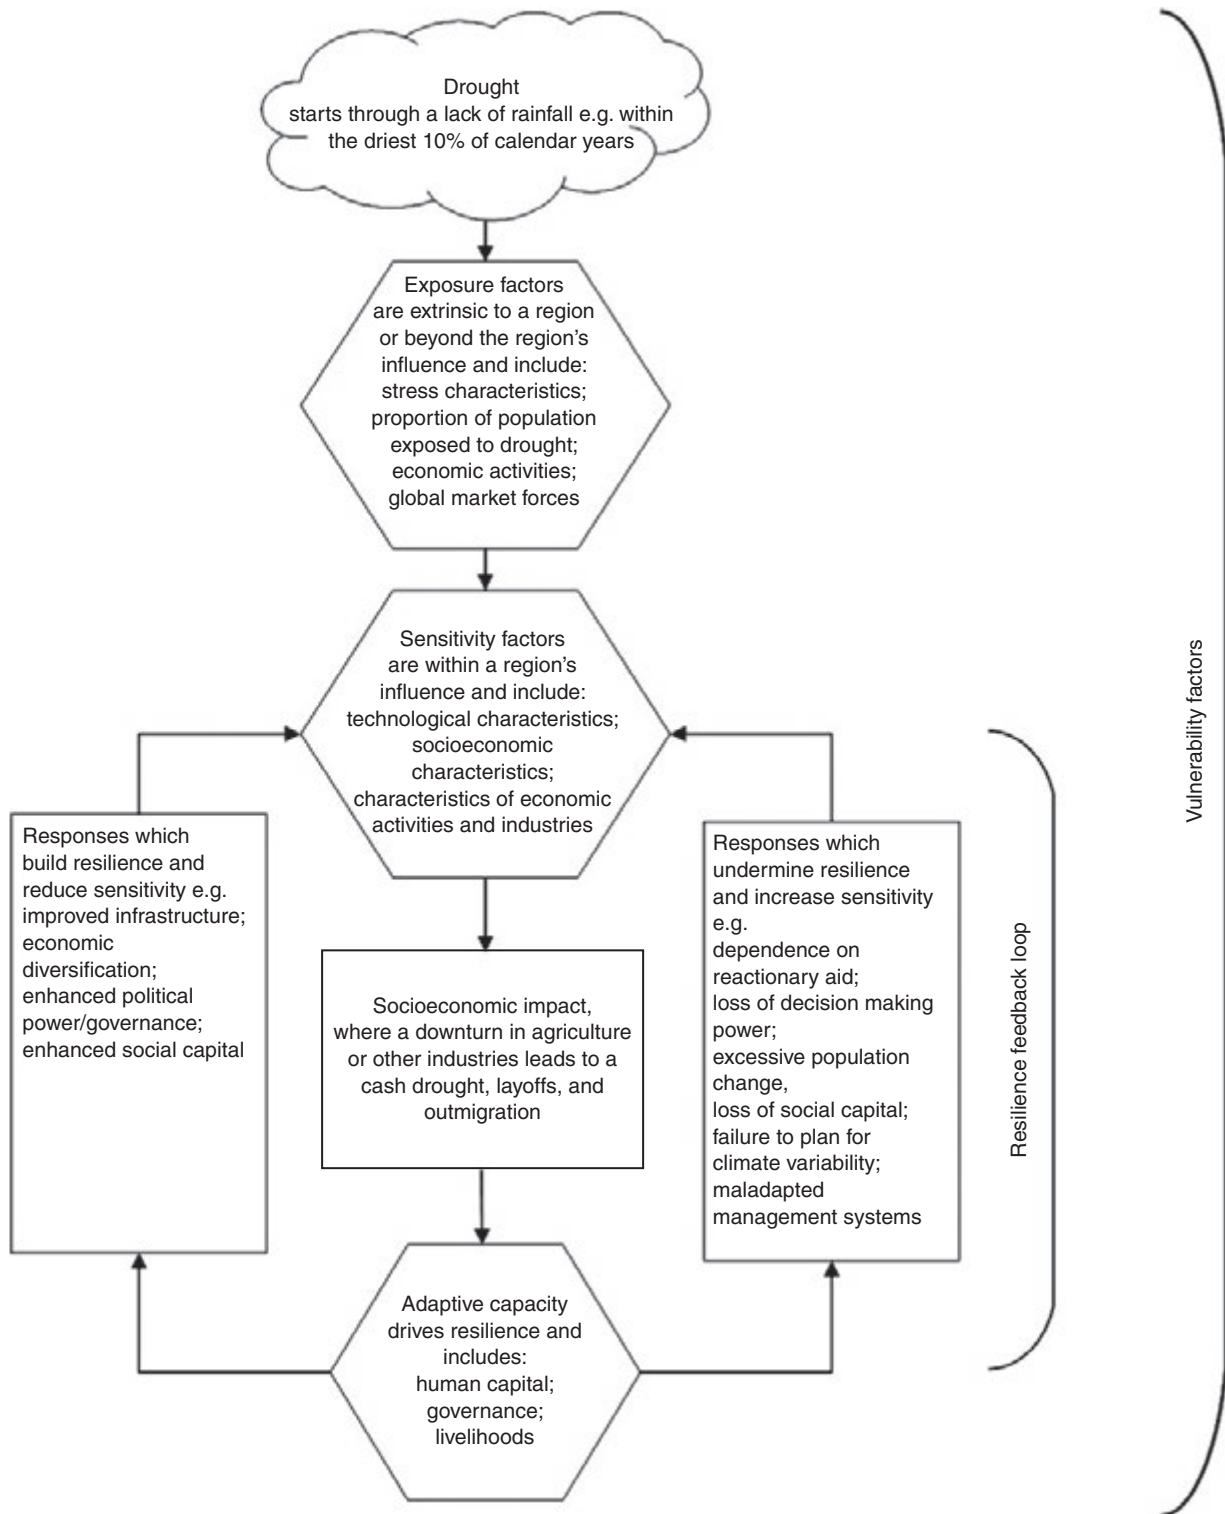 Drought
starts through a lack of rainfall e.g. within
the driest 10% of calendar years
Exposure factors
are extrinsic to a region
or beyond the region's
influence and include:
stress characteristics;
proportion of population
exposed to drought;
economic activities;
global market forces
Sensitivity factors
are within a region's
influence and include:
technological characteristics;
socioeconomic
characteristics;
characteristics of economic
activities and industries
Responses which
build resilience and
reduce sensitivity e.g.
improved infrastructure;
economic
diversification;
enhanced political
power/governance;
enhanced social capital
Socioeconomic impact,
where a downturn in agriculture
or other industries leads to a
cash drought, layoffs, and
outmigration
Responses which
undermine resilience
and increase sensitivity
e.g.
dependence on
reactionary aid;
loss of decision making
power;
excessive population
change,
loss of social capital;
failure to plan for
climate variability;
maladapted
management systems
Adaptive capacity
drives resilience and
includes:
human capital;
governance;
livelihoods
Resilience feedback loop
Vulnerability factors